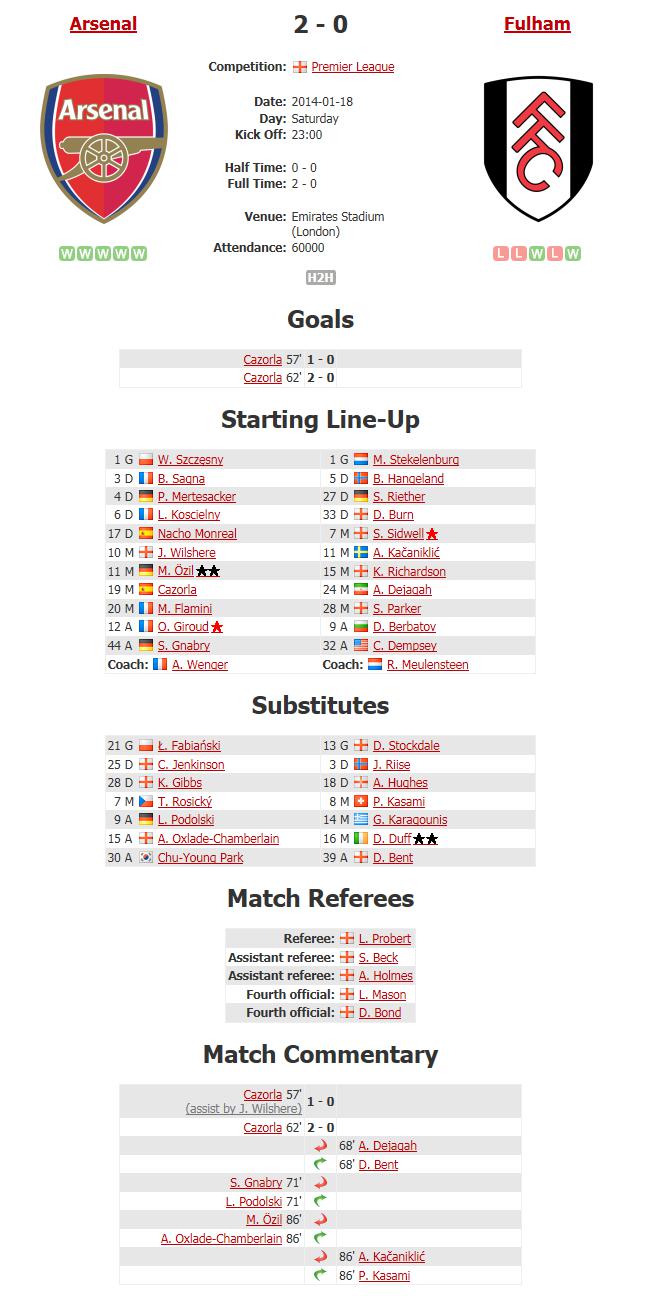 Arsenal 2 - 0 Fulham
Competition: Premier League
Arsenal
Date: 2014-01-18
Day: Saturday
Kick Off: 23:00
FFC
Half Time: 0 - 0
Full Time: 2 - 0
Venue: Emirates Stadium
(London)
Attendance: 60000
W W W W W L L W L W
H2H
Goals
Cazorla 57' 1 - 0
Cazorla 62' 2 - 0
Starting Line-Up
1 G W. Szczęsny 1 G M. Stekelenburg
3 D B. Sagna 5 D B. Hangeland
4 D P. Mertesacker 27 D S. Riether
6 D L. Koscielny 33 D D. Burn
17 D Nacho Monreal 7 M S. Sidwell
10 M J. Wilshere 11 M A. Kačaniklić
11 M M. Özil 15 M K. Richardson
19 M Cazorla 24 M A. Dejagah
20 M M. Flamini 28 M S. Parker
12 A O. Giroud 9 A D. Berbatov
44 A S. Gnabry 32 A C. Dempsey
Coach: A. Wenger Coach: R. Meulensteen
Substitutes
21 G Ł. Fabiański 13 G D. Stockdale
25 D C. Jenkinson 3 D J. Riise
28 D K. Gibbs 18 D A. Hughes
7 M T. Rosický 8 M P. Kasami
9 A L. Podolski 14 M G. Karagounis
15 A A. Oxlade-Chamberlain 16 M D. Duff
30 A Chu-Young Park 39 A D. Bent
Match Referees
Referee: L. Probert
Assistant referee: S. Beck
Assistant referee: A. Holmes
Fourth official: L. Mason
Fourth official: D. Bond
Match Commentary
Cazorla 57' 1 - 0
(assist by J. Wilshere)
Cazorla 62' 2 - 0
68' A. Dejagah
68' D. Bent
S. Gnabry 71'
L. Podolski 71'
M. Özil 86'
A. Oxlade-Chamberlain 86'
86' A. Kačaniklić
86' P. Kasami